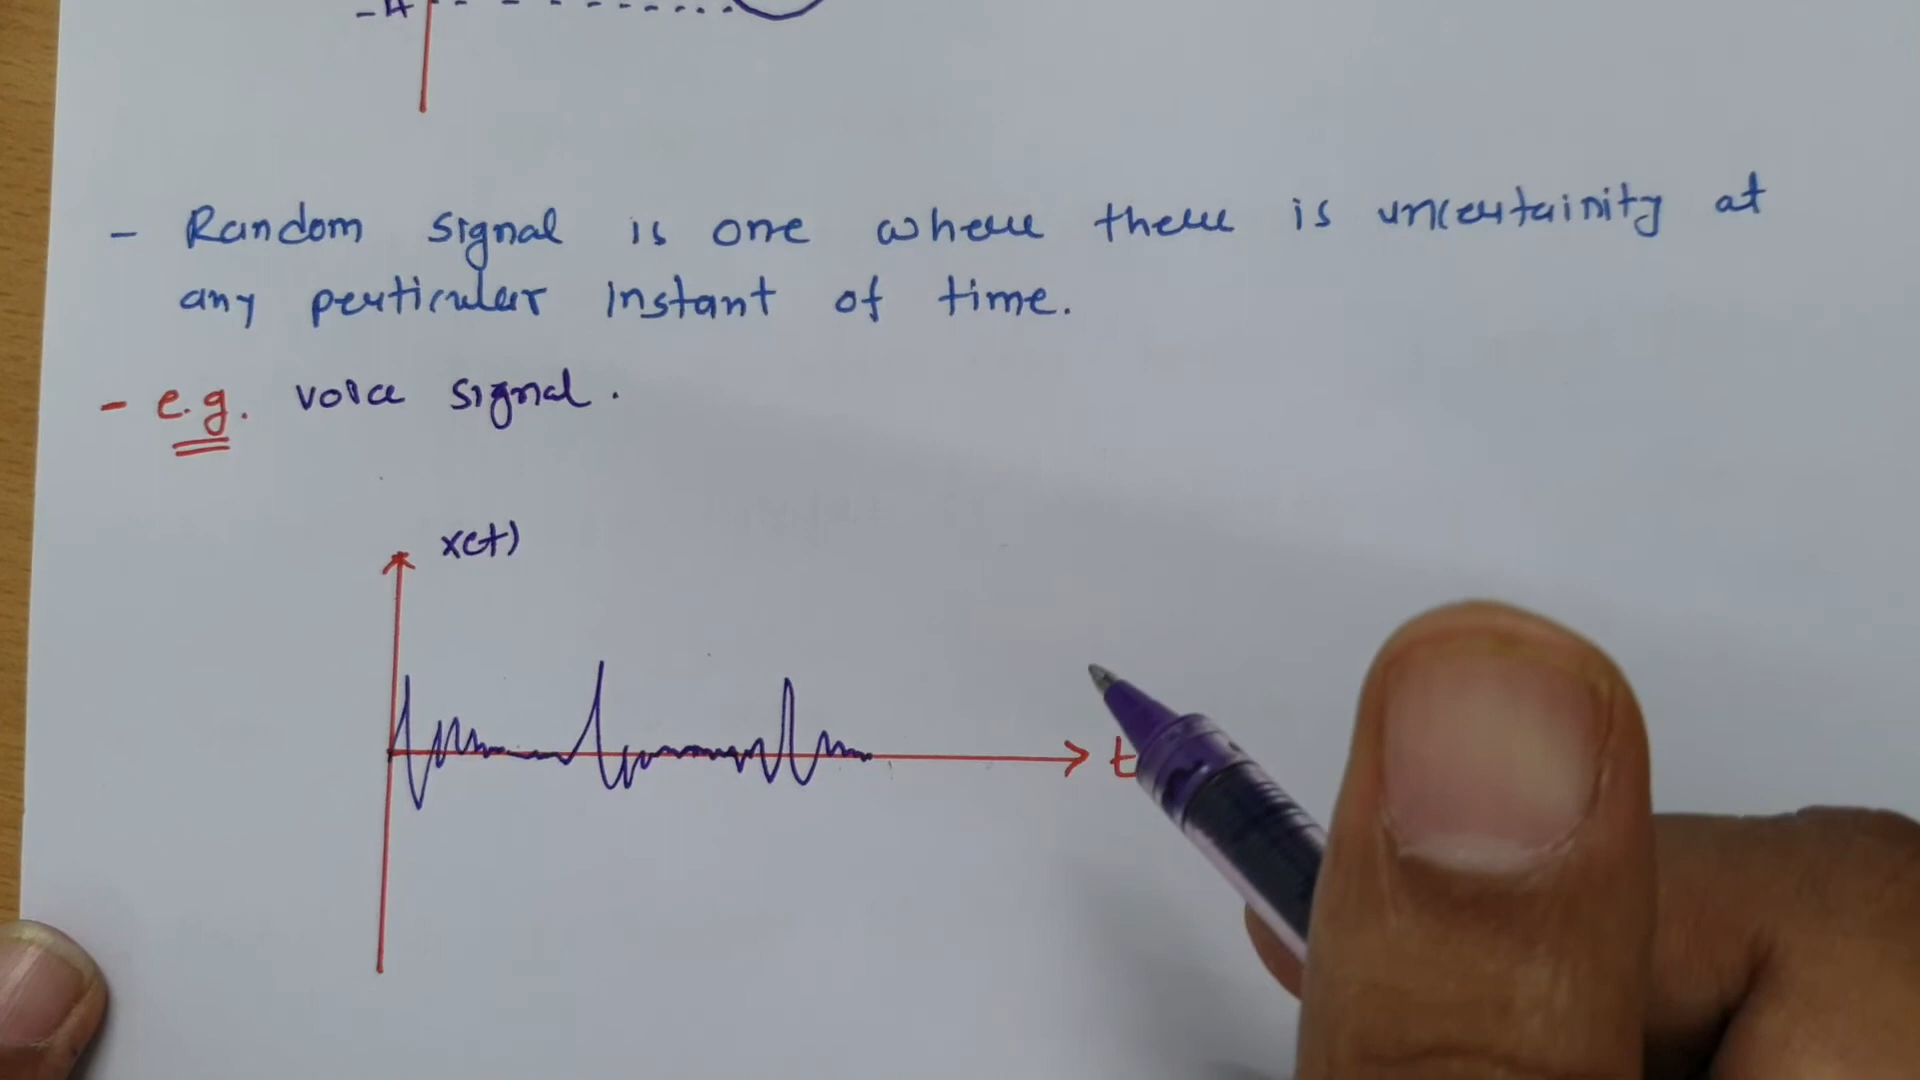 -A
- Random signal is one where there is uncertainity at
any perticular instant of time.
- e.g. voice signal.
x(t)
t